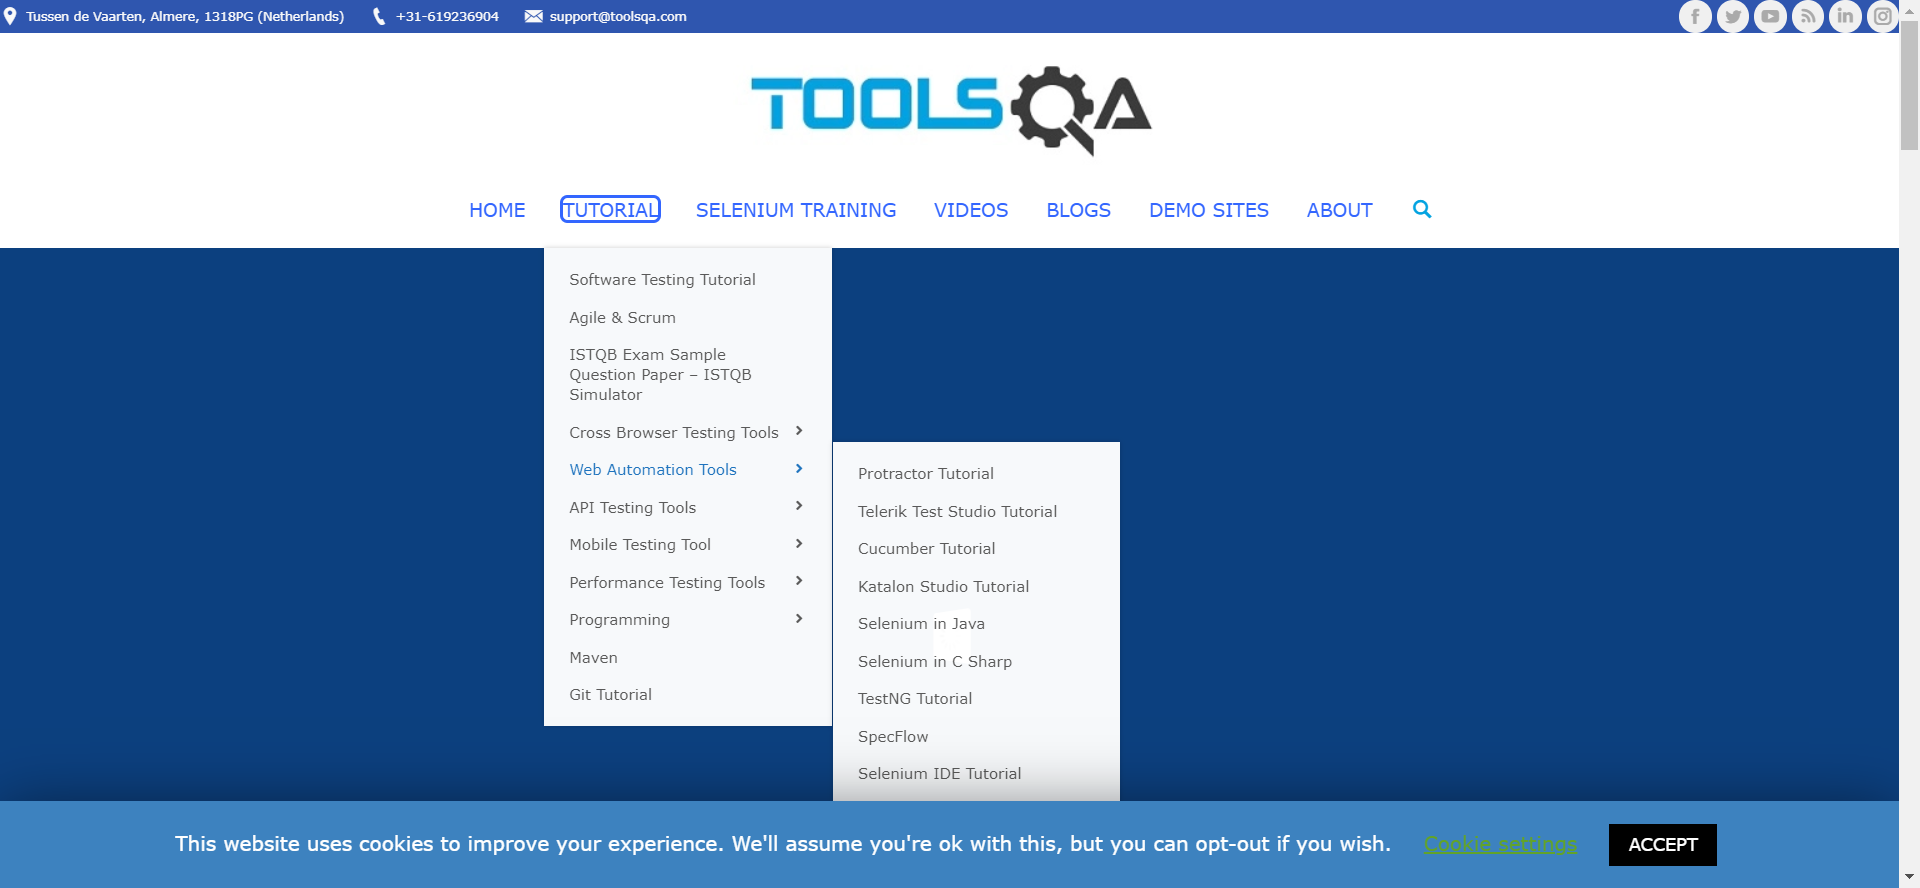 Tussen de Vaarten, Almere, 1318PG (Netherlands) +31-619236904 support@toolsqa.com
TOOLSQA
HOME TUTORIAL SELENIUM TRAINING VIDEOS BLOGS DEMO SITES ABOUT
Software Testing Tutorial
Agile & Scrum
ISTQB Exam Sample
Question Paper – ISTQB
Simulator
Cross Browser Testing Tools
Web Automation Tools
API Testing Tools
Mobile Testing Tool
Performance Testing Tools
Programming
Maven
Git Tutorial
Protractor Tutorial
Telerik Test Studio Tutorial
Cucumber Tutorial
Katalon Studio Tutorial
Selenium in Java
Selenium in C Sharp
TestNG Tutorial
SpecFlow
Selenium IDE Tutorial
This website uses cookies to improve your experience. We'll assume you're ok with this, but you can opt-out if you wish. Cookie settings ACCEPT